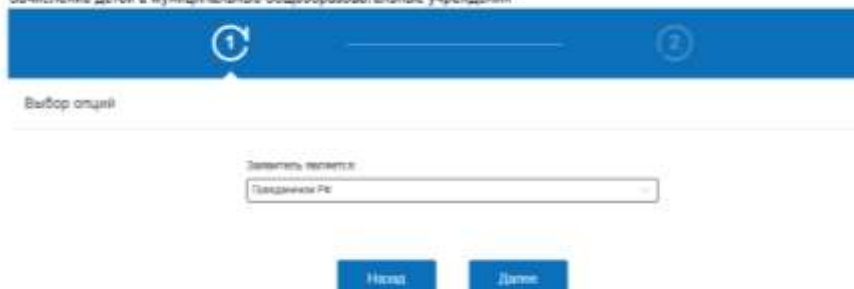 Зачисление детей в муниципальные общеобразовательные учреждения
1 2
Выбор опций
Заявитель является:
Гражданином РФ
Назад Далее